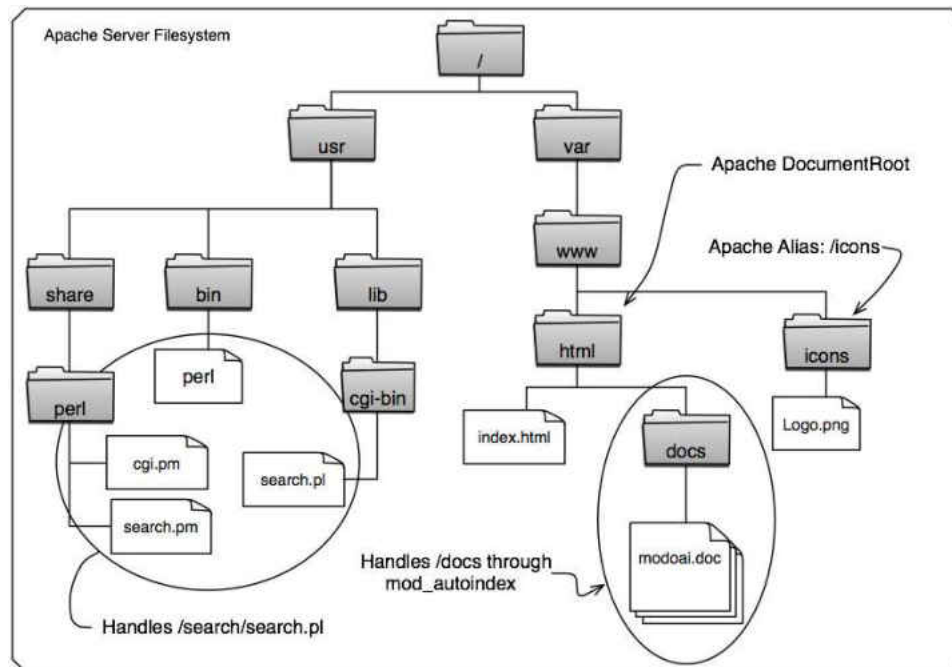 Apache Server Filesystem
/
usr
var
Apache DocumentRoot
www
Apache Alias: /icons
share
bin
lib
html
icons
perl
perl
cgi-bin
index.html
docs
Logo.png
cgi.pm
search.pl
search.pm
modoai.doc
Handles /docs through
mod_autoindex
Handles /search/search.pl